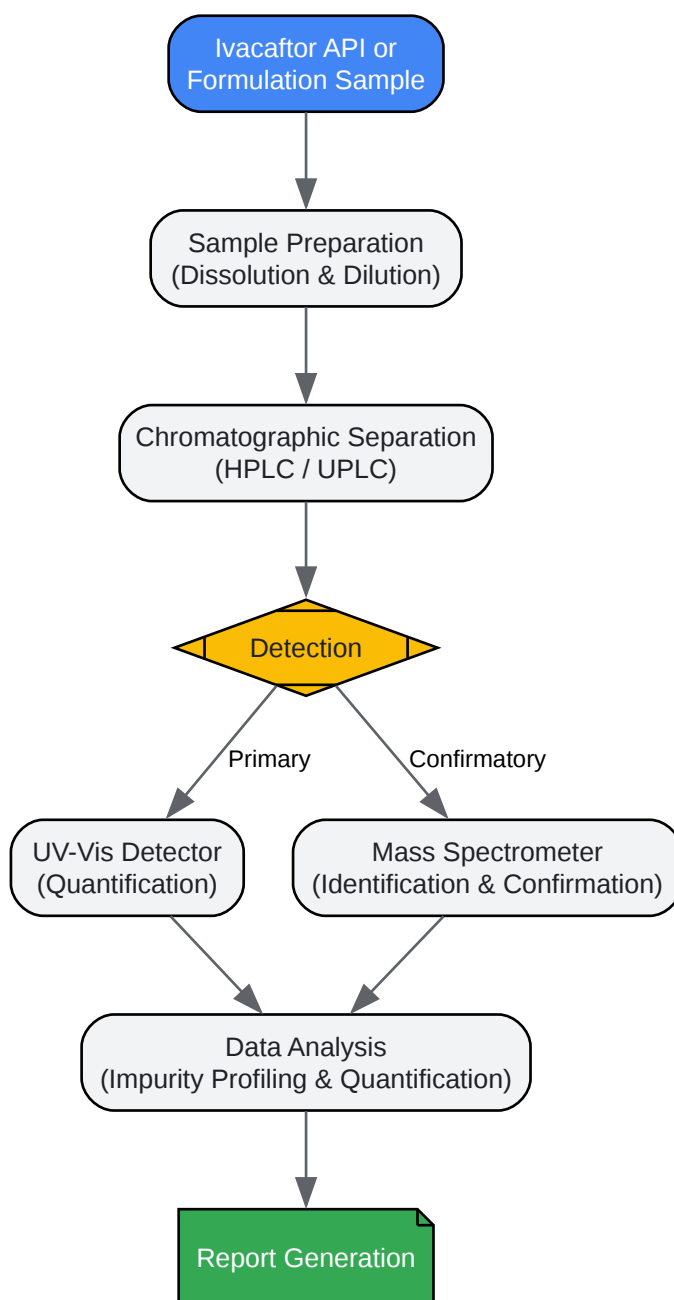 Ivacaftor API or
Formulation Sample
Sample Preparation
(Dissolution & Dilution)
Chromatographic Separation
(HPLC / UPLC)
Detection
Primary
Confirmatory
UV-Vis Detector
(Quantification)
Mass Spectrometer
(Identification & Confirmation)
Data Analysis
(Impurity Profiling & Quantification)
Report Generation